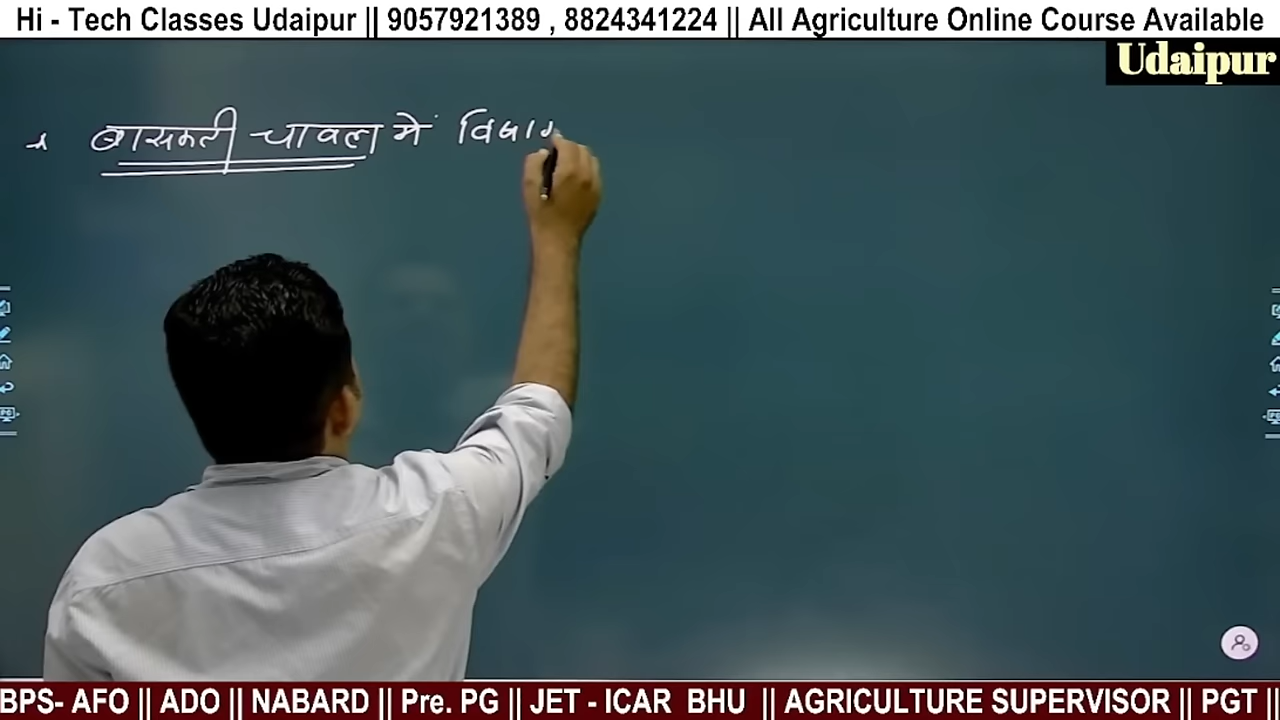 Hi - Tech Classes Udaipur || 9057921389 , 8824341224 || All Agriculture Online Course Available
Udaipur
बासमती चावल में
BPS- AFO || ADO || NABARD || Pre. PG || JET - ICAR BHU || AGRICULTURE SUPERVISOR || PGT ||